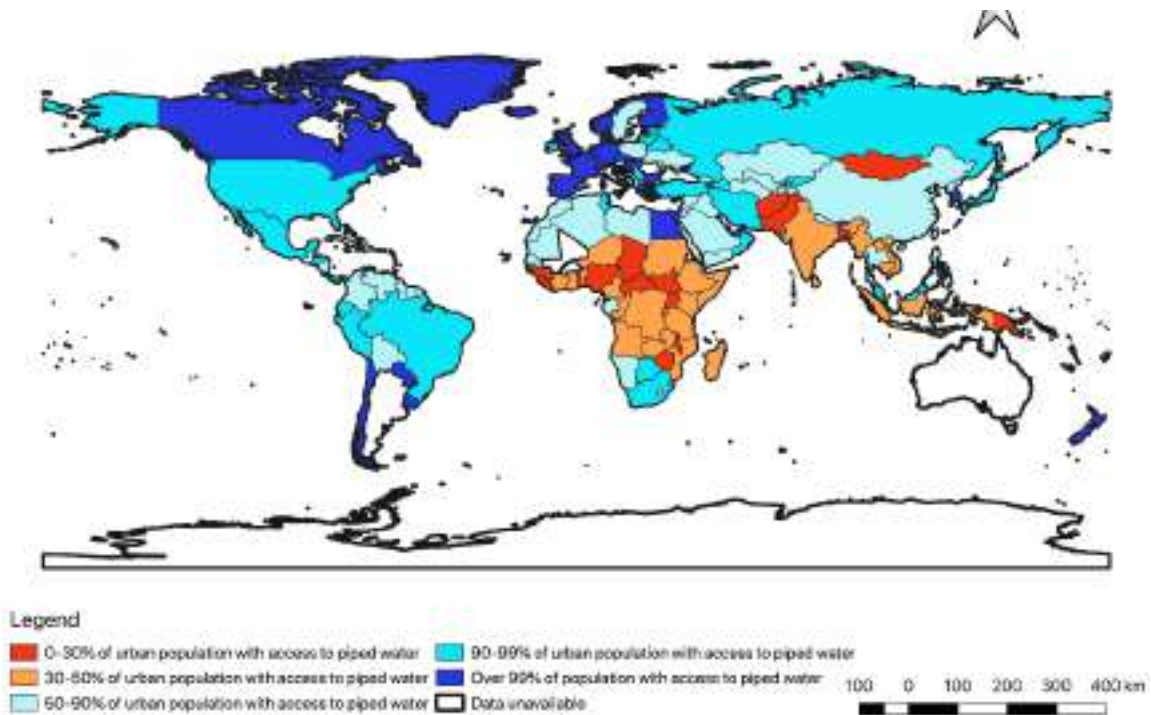 Legend
0-30% of urban population with access to piped water
30-60% of urban population with access to piped water
60-90% of urban population with access to piped water
90-99% of urban population with access to piped water
Over 99% of population with access to piped water
Data unavailable
100 0 100 200 300 400 km